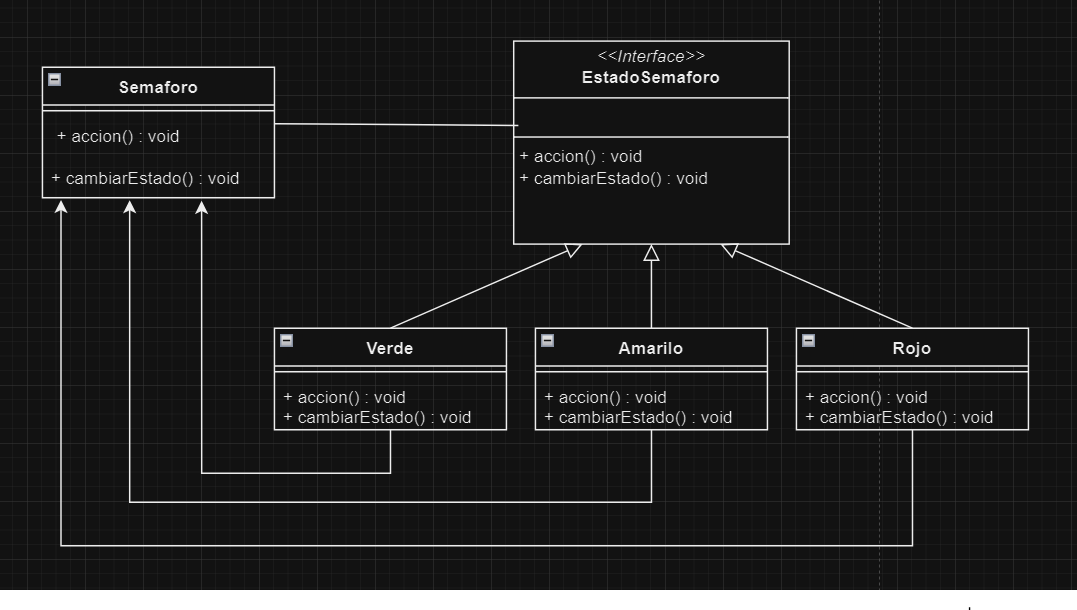 <<Interface>>
EstadoSemaforo
Semaforo
+ accion() : void
+ cambiarEstado() : void
+ accion() : void
+ cambiarEstado() : void
Verde
+ accion() : void
+ cambiarEstado() : void
Amarilo
+ accion() : void
+ cambiarEstado() : void
Rojo
+ accion() : void
+ cambiarEstado() : void